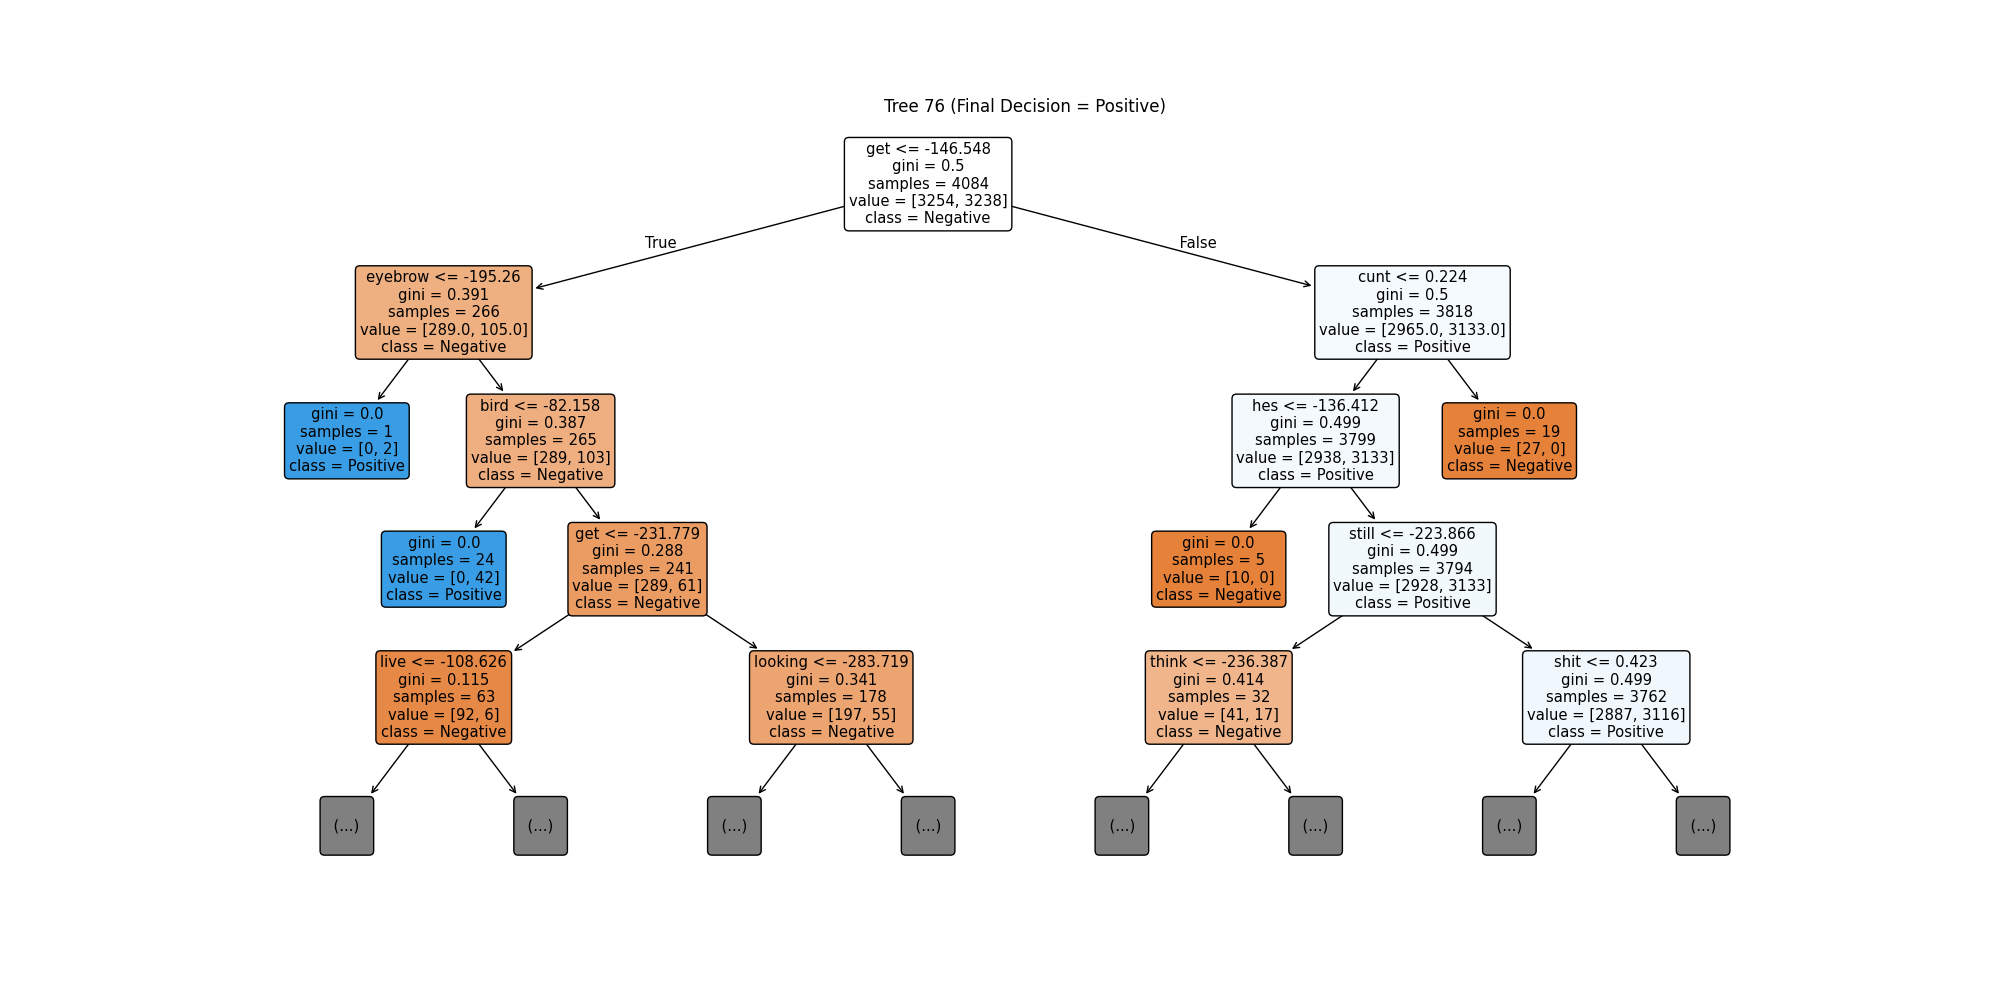 Tree 76 (Final Decision = Positive)
get <= -146.548
gini = 0.5
samples = 4084
value = [3254, 3238]
class = Negative
True
False
eyebrow <= -195.26
gini = 0.391
samples = 266
value = [289.0, 105.0]
class = Negative
cunt <= 0.224
gini = 0.5
samples = 3818
value = [2965.0, 3133.0]
class = Positive
gini = 0.0
samples = 1
value = [0, 2]
class = Positive
bird <= -82.158
gini = 0.387
samples = 265
value = [289, 103]
class = Negative
hes <= -136.412
gini = 0.499
samples = 3799
value = [2938, 3133]
class = Positive
gini = 0.0
samples = 19
value = [27, 0]
class = Negative
gini = 0.0
samples = 24
value = [0, 42]
class = Positive
get <= -231.779
gini = 0.288
samples = 241
value = [289, 61]
class = Negative
gini = 0.0
samples = 5
value = [10, 0]
class = Negative
still <= -223.866
gini = 0.499
samples = 3794
value = [2928, 3133]
class = Positive
live <= -108.626
gini = 0.115
samples = 63
value = [92, 6]
class = Negative
looking <= -283.719
gini = 0.341
samples = 178
value = [197, 55]
class = Negative
think <= -236.387
gini = 0.414
samples = 32
value = [41, 17]
class = Negative
shit <= 0.423
gini = 0.499
samples = 3762
value = [2887, 3116]
class = Positive
(...)
(...)
(...)
(...)
(...)
(...)
(...)
(...)